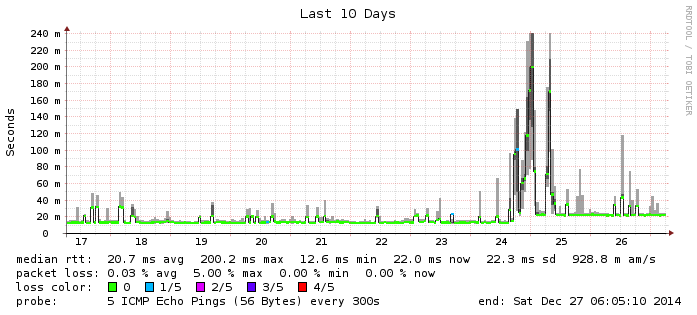 Last 10 Days
RRDTOOL / TOBI OETIKER
Seconds
240 m
220 m
200 m
180 m
160 m
140 m
120 m
100 m
80 m
60 m
40 m
20 m
0
17 18 19 20 21 22 23 24 25 26
median rtt: 20.7 ms avg 200.2 ms max 12.6 ms min 22.0 ms now 22.3 ms sd 928.8 m am/s
packet loss: 0.03 % avg 5.00 % max 0.00 % min 0.00 % now
loss color: 0 1/5 2/5 3/5 4/5
probe: 5 ICMP Echo Pings (56 Bytes) every 300s end: Sat Dec 27 06:05:10 2014